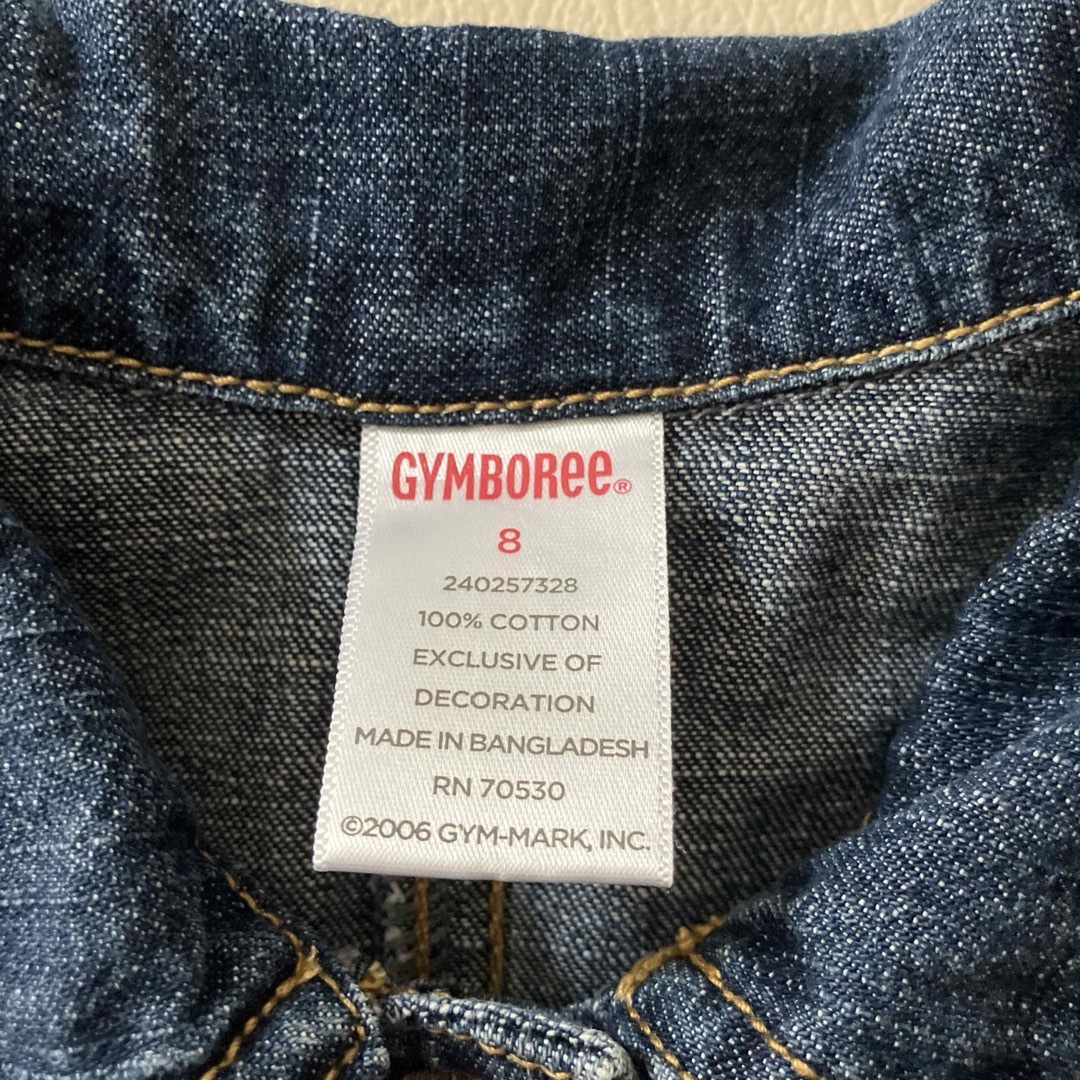 GYMBORee®
8
240257328
100% COTTON
EXCLUSIVE OF
DECORATION
MADE IN BANGLADESH
RN 70530
©2006 GYM-MARK, INC.